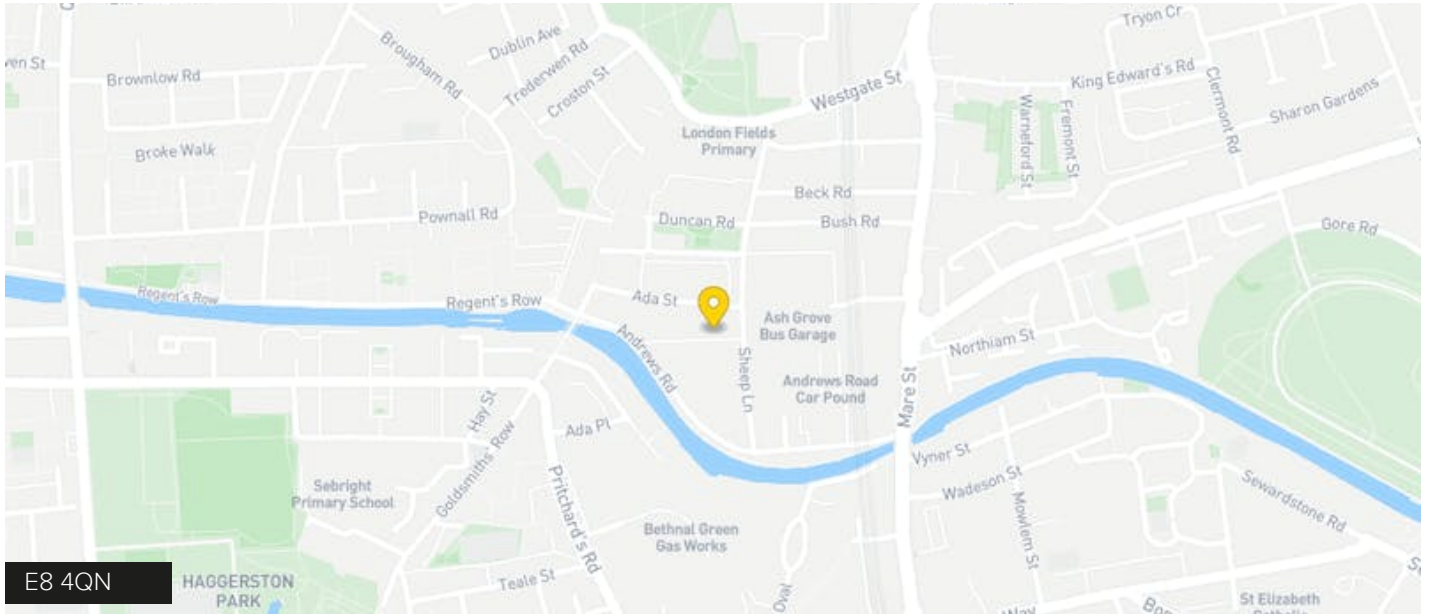 ven St
Brownlow Rd
Brougham Rd
Dublin Ave
Trederwen Rd
Croston St
Westgate St
Tryon Cr
King Edward's Rd
Clermont Rd
Sharon Gardens
Warneford St
Fremont St
London Fields
Primary
Broke Walk
Beck Rd
Pownall Rd
Duncan Rd
Bush Rd
Gore Rd
Regent's Row
Regent's Row
Ada St
Ash Grove
Bus Garage
Andrews Rd
Sheep Ln
Northiam St
Andrews Road
Car Pound
Mare St
Hay St
Goldsmiths' Row
Ada Pl
Vyner St
Wadeson St
Mowlem St
Sewardstone Rd
Sebright
Primary School
Pritchard's Rd
Bethnal Green
Gas Works
Teale St
Oval
E8 4QN
HAGGERSTON
PARK
St Elizabeth
Way